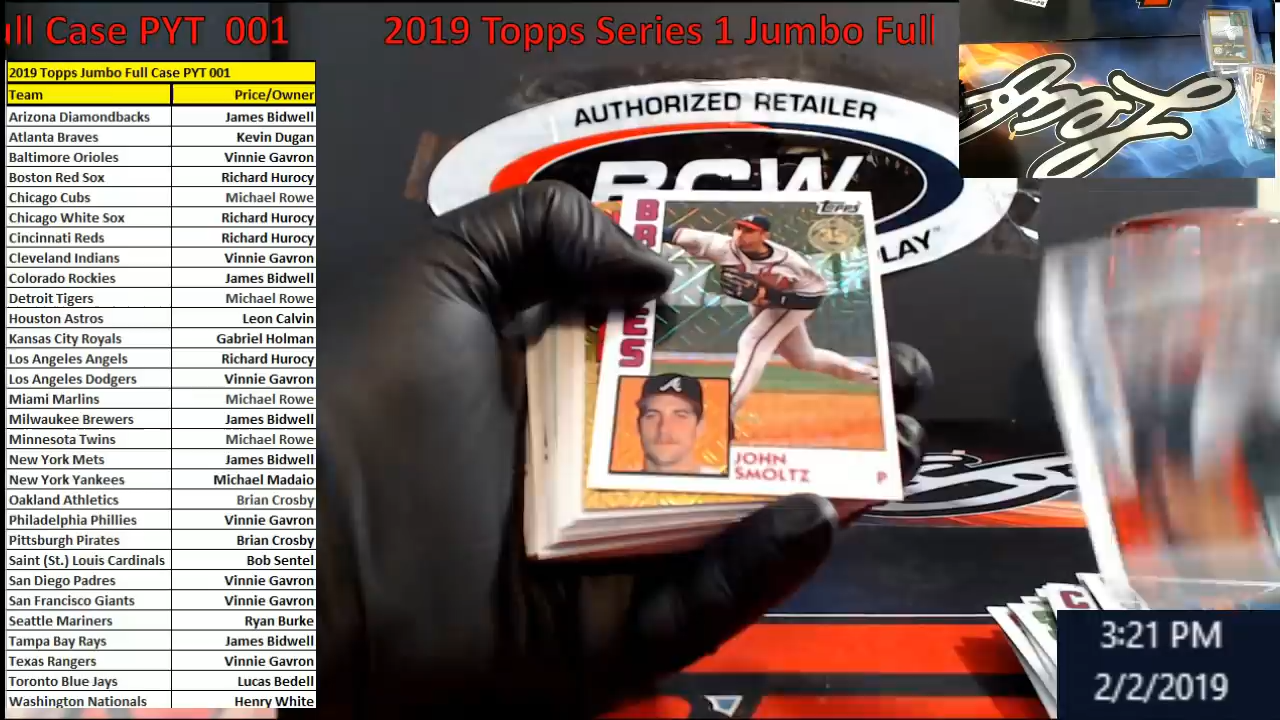 ull Case PYT 001
2019 Topps Series 1 Jumbo Full
2019 Topps Jumbo Full Case PYT 001
Team Price/Owner
Arizona Diamondbacks James Bidwell
Atlanta Braves Kevin Dugan
Baltimore Orioles Vinnie Gavron
Boston Red Sox Richard Hurocy
Chicago Cubs Michael Rowe
Chicago White Sox Richard Hurocy
Cincinnati Reds Richard Hurocy
Cleveland Indians Vinnie Gavron
Colorado Rockies James Bidwell
Detroit Tigers Michael Rowe
Houston Astros Leon Calvin
Kansas City Royals Gabriel Holman
Los Angeles Angels Richard Hurocy
Los Angeles Dodgers Vinnie Gavron
Miami Marlins Michael Rowe
Milwaukee Brewers James Bidwell
Minnesota Twins Michael Rowe
New York Mets James Bidwell
New York Yankees Michael Madaio
Oakland Athletics Brian Crosby
Philadelphia Phillies Vinnie Gavron
Pittsburgh Pirates Brian Crosby
Saint (St.) Louis Cardinals Bob Sentel
San Diego Padres Vinnie Gavron
San Francisco Giants Vinnie Gavron
Seattle Mariners Ryan Burke
Tampa Bay Rays James Bidwell
Texas Rangers Vinnie Gavron
Toronto Blue Jays Lucas Bedell
Washington Nationals Henry White
AUTHORIZED RETAILER
BCW
LAY™
Topps
JOHN
SMOLTZ P
A
C
3:21 PM
2/2/2019